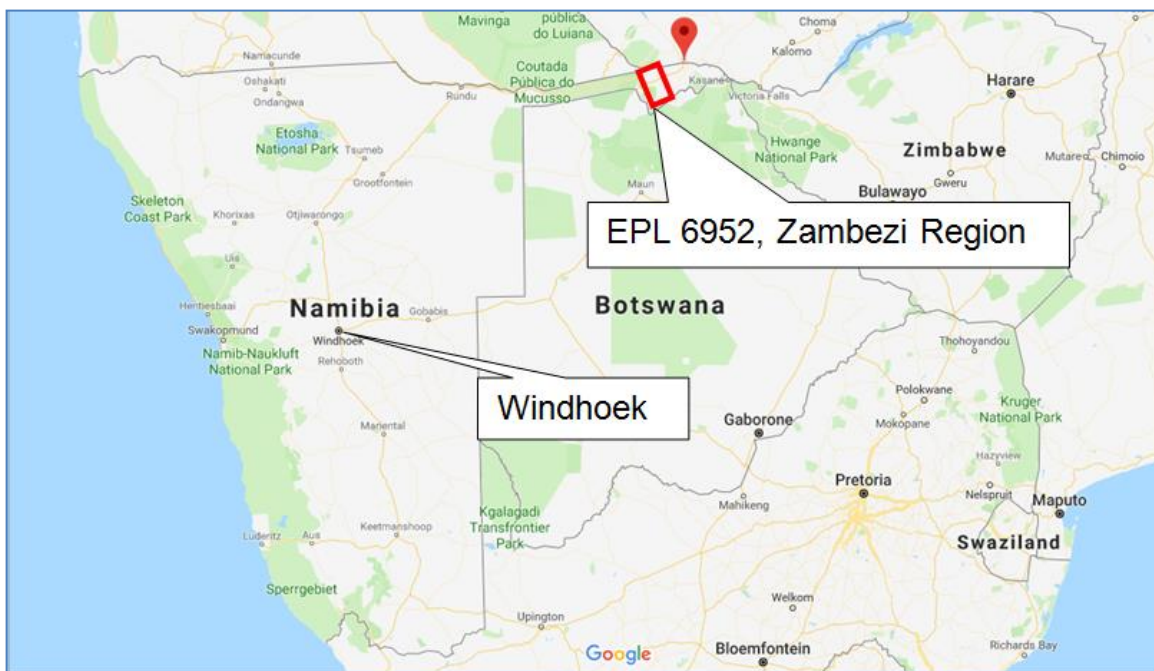 Mavinga
pública
do Luiana
Choma
Kalomo
Namacunde
Oshakati
Ondangwa
Coutada
Pública do
Mucusso
Rundu
Kasane
Victoria Falls
Harare
Etosha
National Park
Tsumeb
Grootfontein
Hwange
National Park
Zimbabwe
Mutare
Chimoio
Maun
Gweru
Bulawayo
Skeleton
Coast Park
Khorixas
Otjiwarongo
EPL 6952, Zambezi Region
Uis
Hentiesbaai
Namibia
Gobabis
Botswana
Swakopmund
Windhoek
Namib-Naukluft
National Park
Rehoboth
Thohoyandou
Windhoek
Polokwane
Mokopane
Kruger
National Park
Mariental
Gaborone
Hazyview
Pretoria
Nelspruit
Mahikeng
Maputo
Kgalagadi
Transfrontier
Park
Keetmanshoop
Lüderitz
Aus
Swaziland
Sperrgebiet
Welkom
Upington
Google
Bloemfontein
Richards Bay